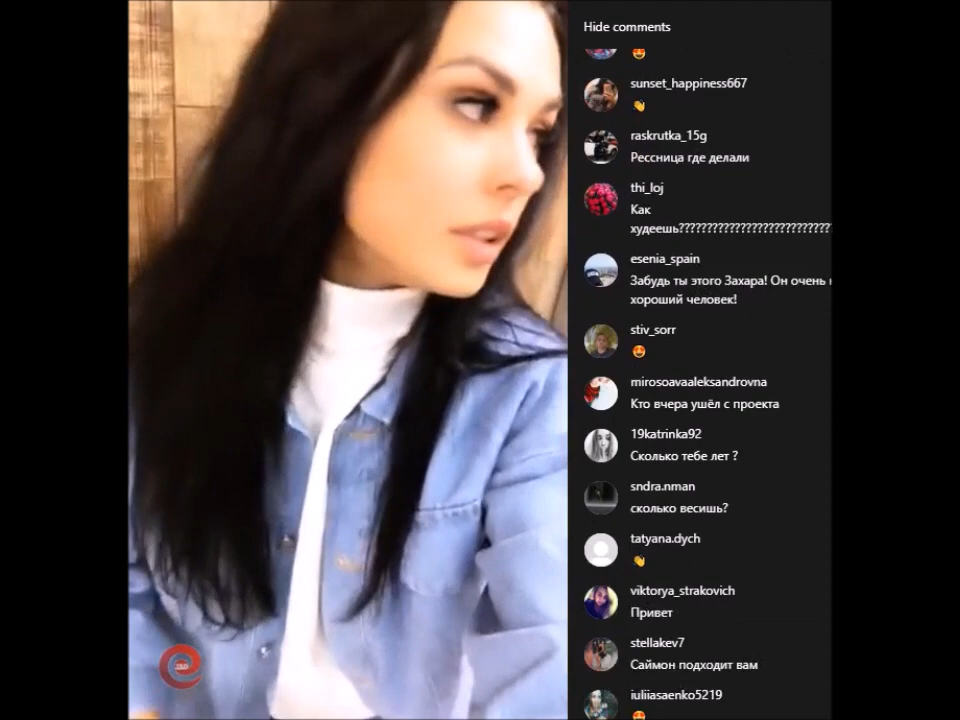 Hide comments
sunset_happiness667
raskrutka_15g
Рессница где делали
thi_loj
Как
худеешь???????????????????????????
esenia_spain
Забудь ты этого Захара! Он очень
хороший человек!
stiv_sorr
mirosoavaaleksandrovna
Кто вчера ушёл с проекта
19katrinka92
Сколько тебе лет ?
sndra.nman
сколько весишь?
tatyana.dych
viktorya_strakovich
Привет
stellakev7
Саймон подходит вам
iuliiasaenko5219